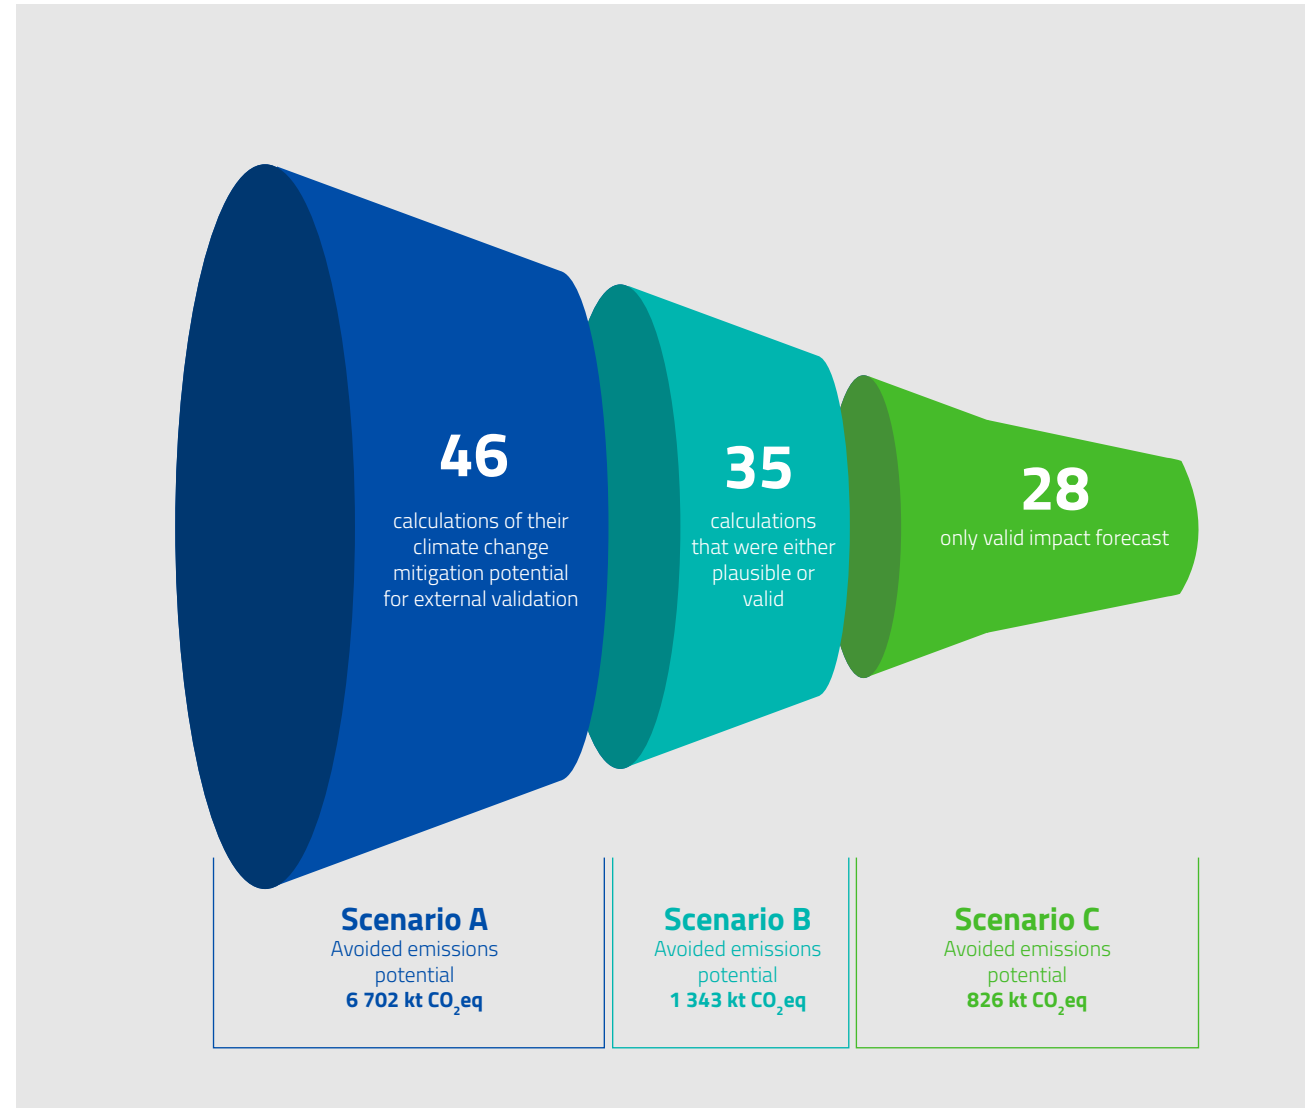 46
calculations of their
climate change
mitigation potential
for external validation
35
calculations
that were either
plausible or
valid
28
only valid impact forecast
Scenario A
Avoided emissions
potential
6 702 kt CO₂eq
Scenario B
Avoided emissions
potential
1 343 kt CO₂eq
Scenario C
Avoided emissions
potential
826 kt CO₂eq